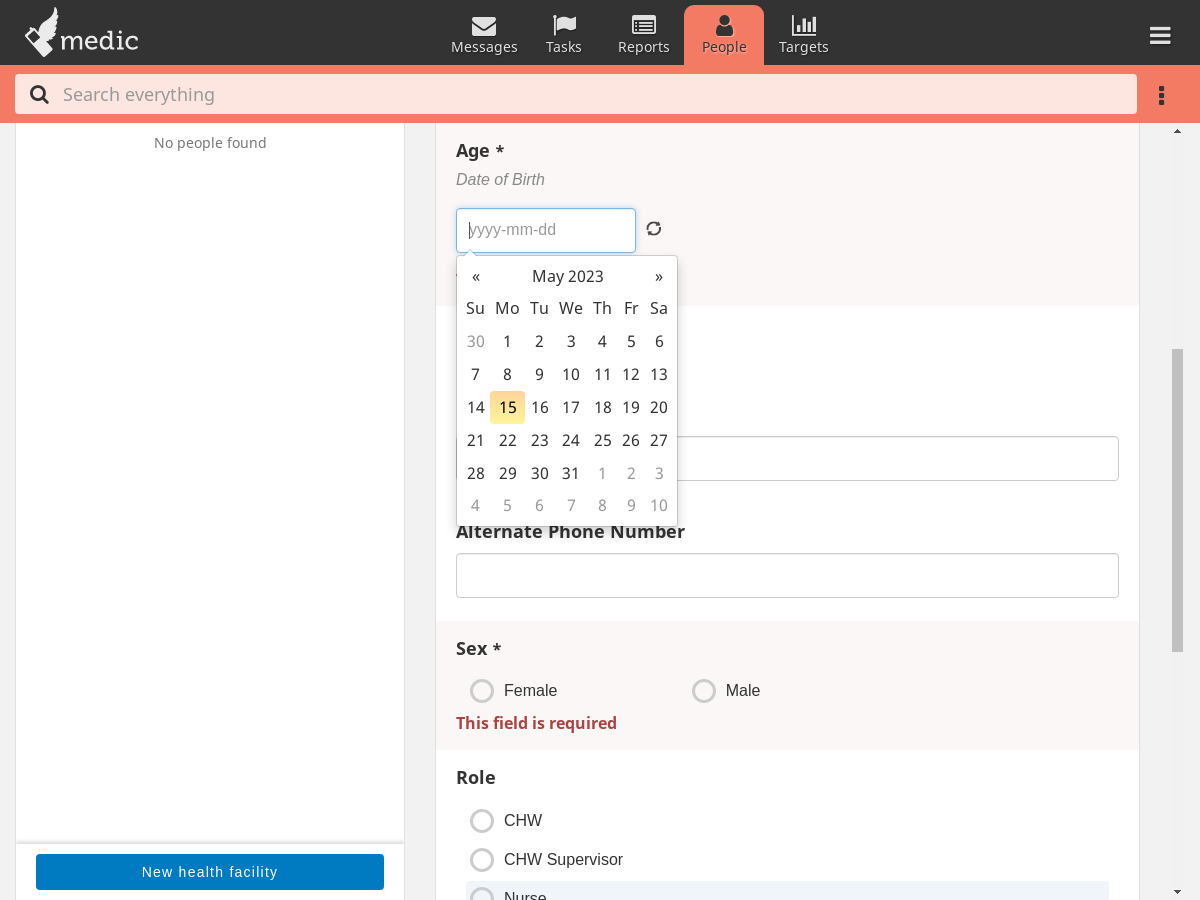 medic
Messages
Tasks
Reports
People
Targets
Search everything
No people found
Age *
Date of Birth
yyyy-mm-dd
« May 2023 »
Su Mo Tu We Th Fr Sa
30 1 2 3 4 5 6
7 8 9 10 11 12 13
14 15 16 17 18 19 20
21 22 23 24 25 26 27
28 29 30 31 1 2 3
4 5 6 7 8 9 10
Alternate Phone Number
Sex *
Female
Male
This field is required
Role
CHW
CHW Supervisor
Nurse
New health facility